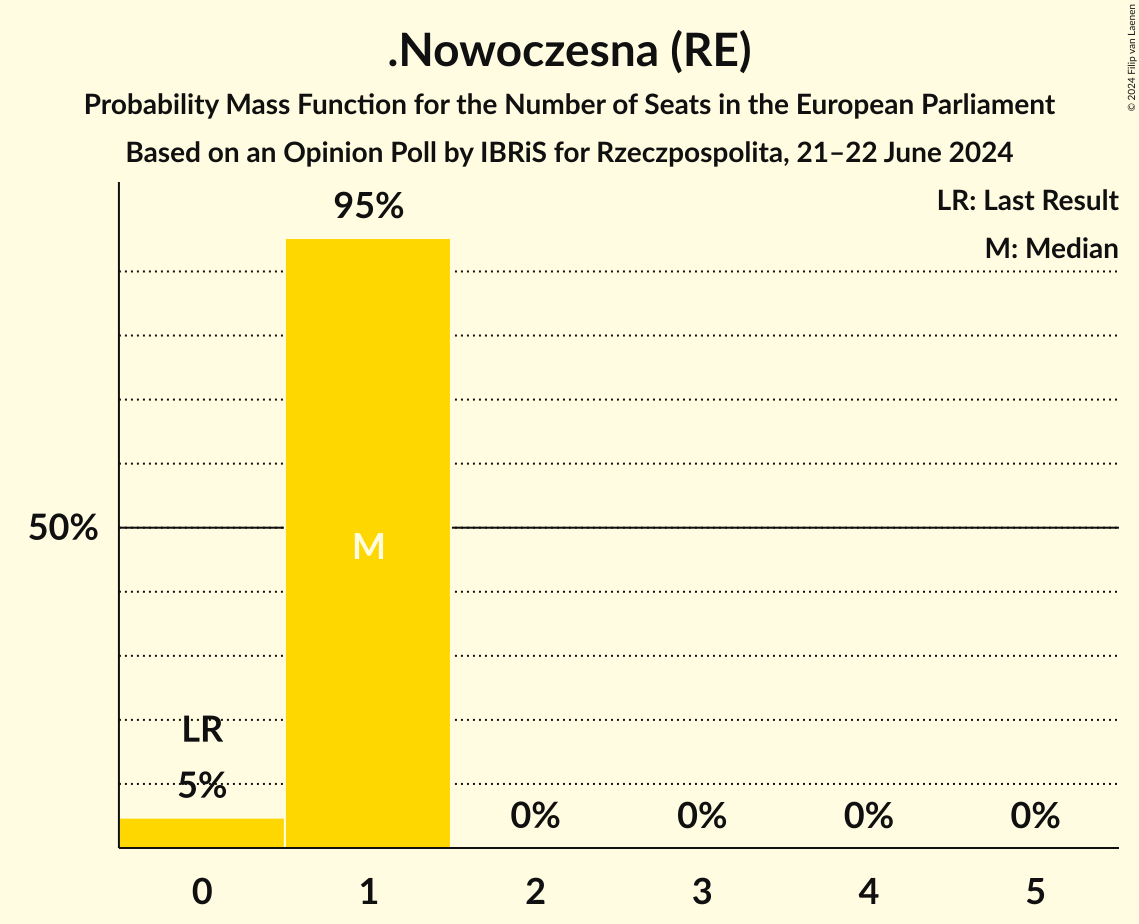 .Nowoczesna (RE)
Probability Mass Function for the Number of Seats in the European Parliament
Based on an Opinion Poll by IBRiS for Rzeczpospolita, 21–22 June 2024
© 2024 Filip van Laenen
LR: Last Result
M: Median
95%
50%
M
LR
5%
0%
0%
0%
0%
0
1
2
3
4
5